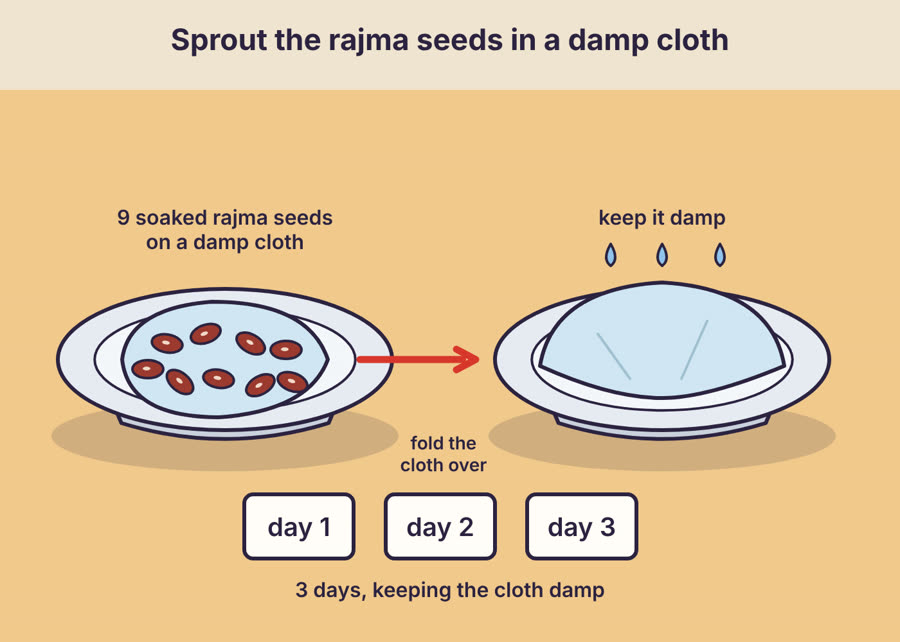 Sprout the rajma seeds in a damp cloth
9 soaked rajma seeds
on a damp cloth
keep it damp
fold the
cloth over
day 1
day 2
day 3
3 days, keeping the cloth damp